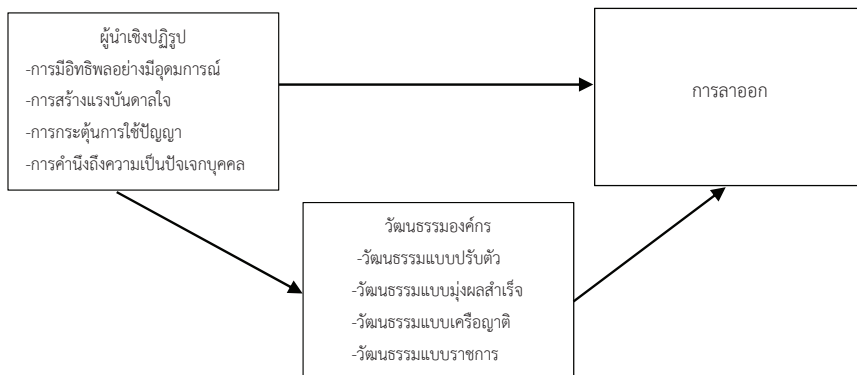 ผู้นำเชิงปฏิรูป
-การมีอิทธิพลอย่างมีอุดมการณ์
-การสร้างแรงบันดาลใจ
-การกระตุ้นการใช้ปัญญา
-การคำนึงถึงความเป็นปัจเจกบุคคล
การลาออก
วัฒนธรรมองค์กร
-วัฒนธรรมแบบปรับตัว
-วัฒนธรรมแบบมุ่งผลสำเร็จ
-วัฒนธรรมแบบเครือญาติ
-วัฒนธรรมแบบราชการ